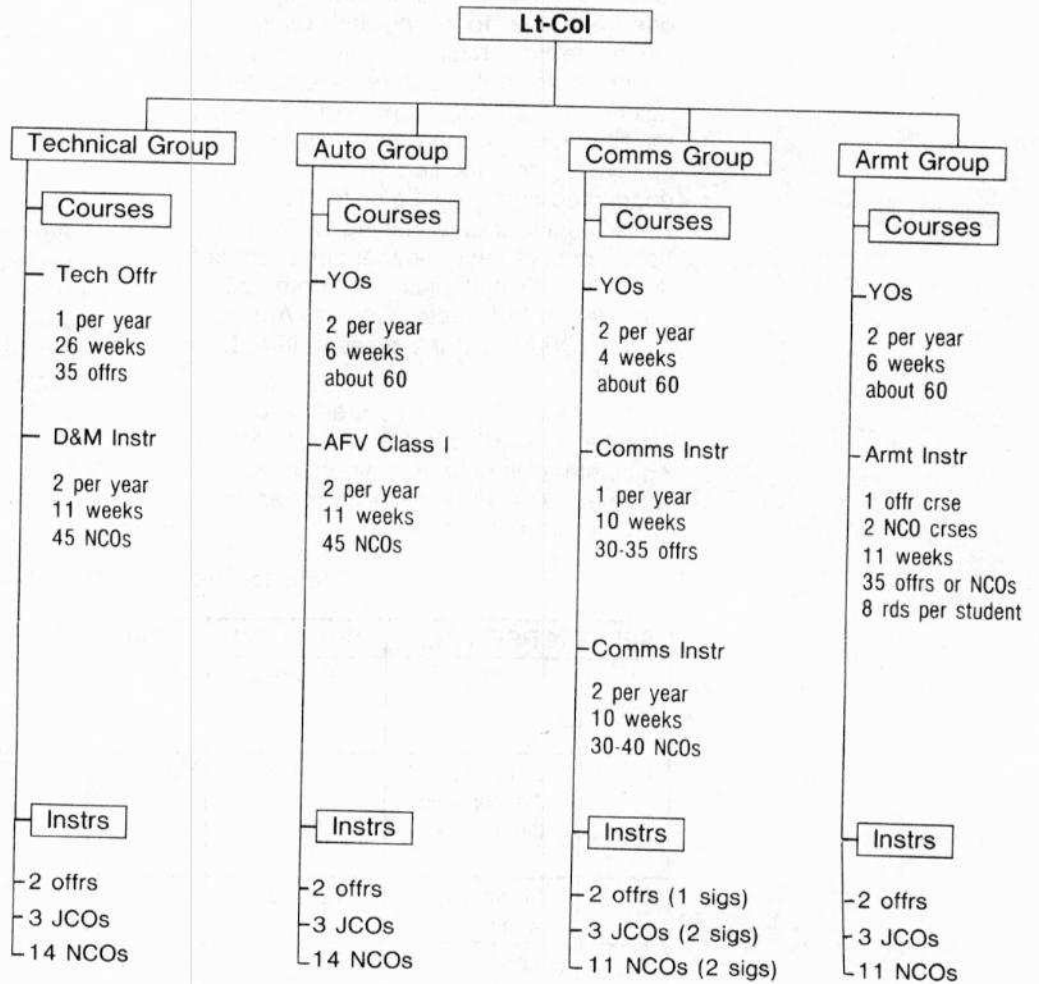 Lt-Col
Technical Group
Courses
Tech Offr
1 per year
26 weeks
35 offrs
D&M Instr
2 per year
11 weeks
45 NCOs
Instrs
2 offrs
3 JCOs
14 NCOs
Auto Group
Courses
YOs
2 per year
6 weeks
about 60
AFV Class I
2 per year
11 weeks
45 NCOs
Instrs
2 offrs
3 JCOs
14 NCOs
Comms Group
Courses
YOs
2 per year
4 weeks
about 60
Comms Instr
1 per year
10 weeks
30-35 offrs
Comms Instr
2 per year
10 weeks
30-40 NCOs
Instrs
2 offrs (1 sigs)
3 JCOs (2 sigs)
11 NCOs (2 sigs)
Armt Group
Courses
YOs
2 per year
6 weeks
about 60
Armt Instr
1 offr crse
2 NCO crses
11 weeks
35 offrs or NCOs
8 rds per student
Instrs
2 offrs
3 JCOs
11 NCOs